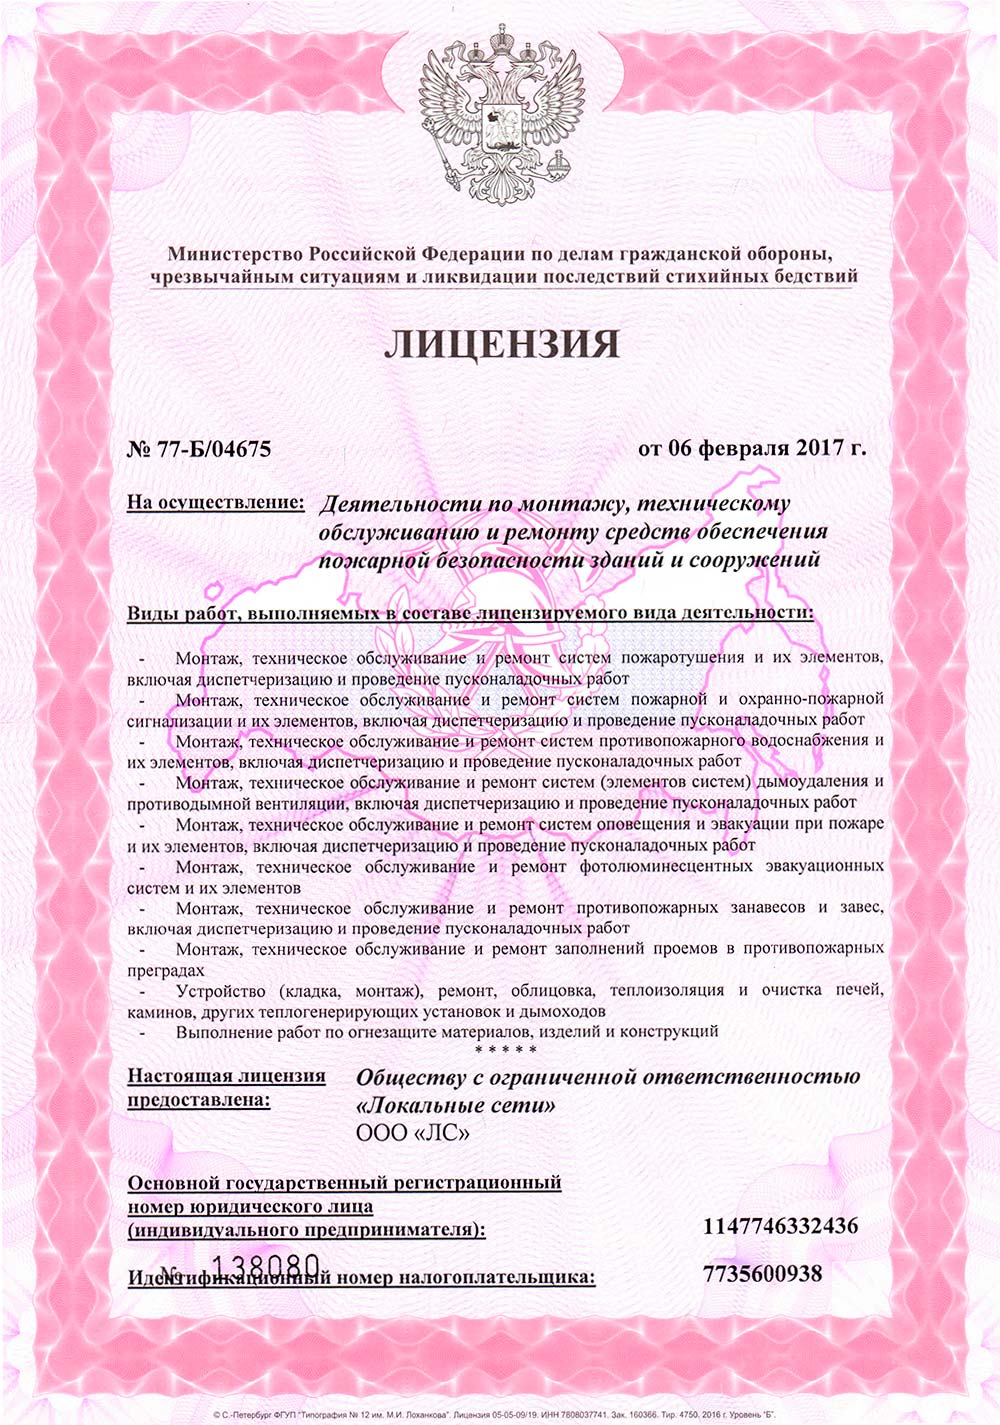 Министерство Российской Федерации по делам гражданской обороны,
чрезвычайным ситуациям и ликвидации последствий стихийных бедствий
ЛИЦЕНЗИЯ
№ 77-Б/04675 от 06 февраля 2017 г.
На осуществление: Деятельности по монтажу, техническому
обслуживанию и ремонту средств обеспечения
пожарной безопасности зданий и сооружений
Виды работ, выполняемых в составе лицензируемого вида деятельности:
- Монтаж, техническое обслуживание и ремонт систем пожаротушения и их элементов,
включая диспетчеризацию и проведение пусконаладочных работ
- Монтаж, техническое обслуживание и ремонт систем пожарной и охранно-пожарной
сигнализации и их элементов, включая диспетчеризацию и проведение пусконаладочных работ
- Монтаж, техническое обслуживание и ремонт систем противопожарного водоснабжения и
их элементов, включая диспетчеризацию и проведение пусконаладочных работ
- Монтаж, техническое обслуживание и ремонт систем (элементов систем) дымоудаления и
противодымной вентиляции, включая диспетчеризацию и проведение пусконаладочных работ
- Монтаж, техническое обслуживание и ремонт систем оповещения и эвакуации при пожаре
и их элементов, включая диспетчеризацию и проведение пусконаладочных работ
- Монтаж, техническое обслуживание и ремонт фотолюминесцентных эвакуационных
систем и их элементов
- Монтаж, техническое обслуживание и ремонт противопожарных занавесов и завес,
включая диспетчеризацию и проведение пусконаладочных работ
- Монтаж, техническое обслуживание и ремонт заполнений проемов в противопожарных
преградах
- Устройство (кладка, монтаж), ремонт, облицовка, теплоизоляция и очистка печей,
каминов, других теплогенерирующих установок и дымоходов
- Выполнение работ по огнезащите материалов, изделий и конструкций
* * * * *
Настоящая лицензия Обществу с ограниченной ответственностью
предоставлена: «Локальные сети»
ООО «ЛС»
Основной государственный регистрационный
номер юридического лица
(индивидуального предпринимателя): 1147746332436
№ 138080
Идентификационный номер налогоплательщика: 7735600938
© С.-Петербург ФГУП "Типография № 12 им. М.И. Лоханкова". Лицензия 05-05-09/19. ИНН 7808037741. Зак. 160366. Тир. 4750. 2016 г. Уровень "Б".